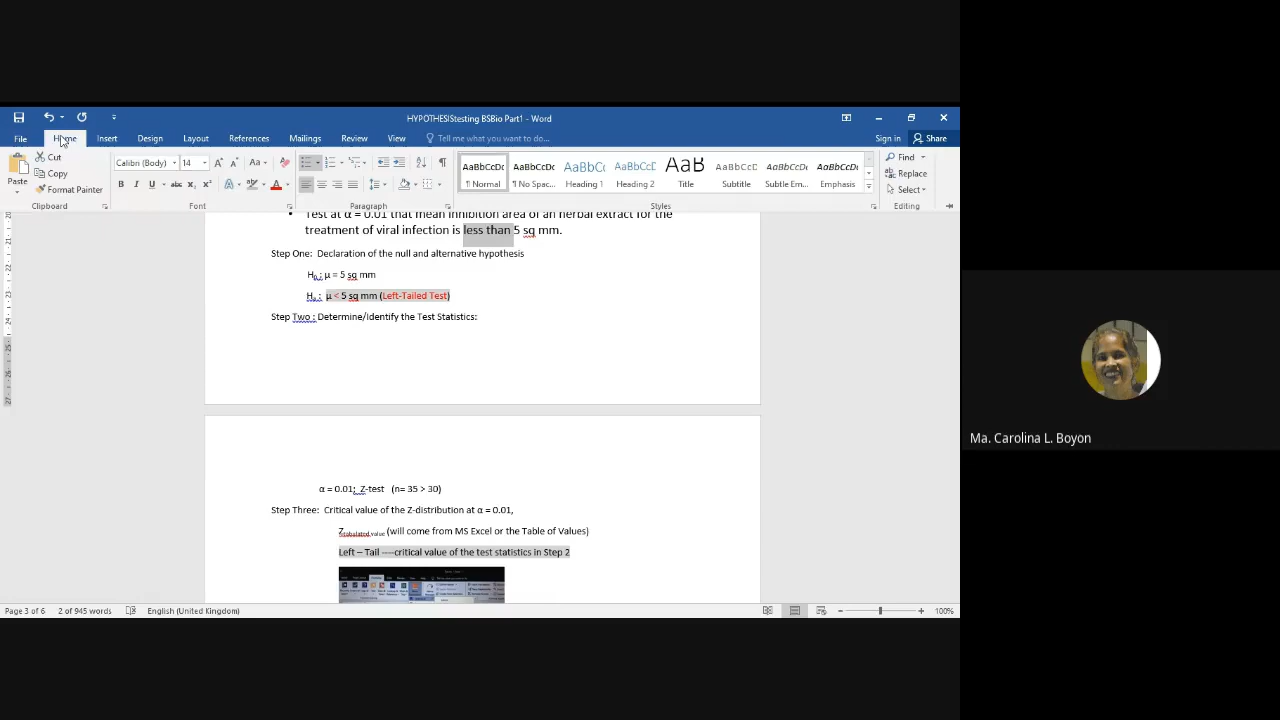 HYPOTHESIStesting BSBio Part1 - Word
File Home Insert Design Layout References Mailings Review View Tell me what you want to do... Sign in Share
Paste Cut Copy Format Painter
Calibri (Body) 14 Aa
AaBbCcDc AaBbCcDc AaBbC AaBbCcD AaB AaBbCcD AaBbCcDc AaBbCcDc
¶ Normal ¶ No Spac... Heading 1 Heading 2 Title Subtitle Subtle Em... Emphasis
Find Replace Select
Clipboard Font Paragraph Styles Editing
• Test at α = 0.01 that mean inhibition area of an herbal extract for the
treatment of viral infection is less than 5 sq mm.
Step One: Declaration of the null and alternative hypothesis
H0 : μ = 5 sq mm
Ha : μ < 5 sq mm (Left-Tailed Test)
Step Two : Determine/Identify the Test Statistics:
α = 0.01; Z-test (n= 35 > 30)
Step Three: Critical value of the Z-distribution at α = 0.01,
(will come from MS Excel or the Table of Values)
Left – Tail ----critical value of the test statistics in Step 2
Page 3 of 6 2 of 945 words English (United Kingdom) 100%
Ma. Carolina L. Boyon